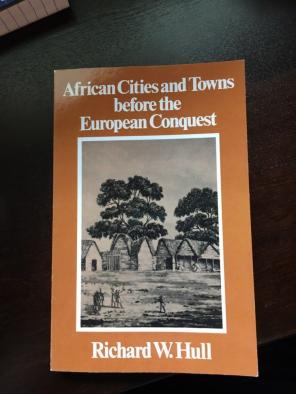 African Cities and Towns
before the
European Conquest
Richard W. Hull